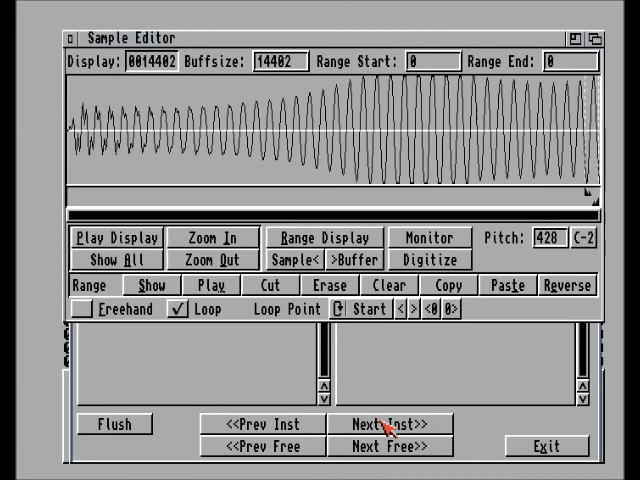 Sample Editor
Display: 0014402 Buffsize: 14402 Range Start: 0 Range End: 0
Play Display Zoom In Range Display Monitor Pitch: 428 C-2
Show All Zoom Out Sample< >Buffer Digitize
Range Show Play Cut Erase Clear Copy Paste Reverse
Freehand Loop Loop Point Start < > <0 0>
Flush <<Prev Inst Next Inst>>
<<Prev Free Next Free>> Exit